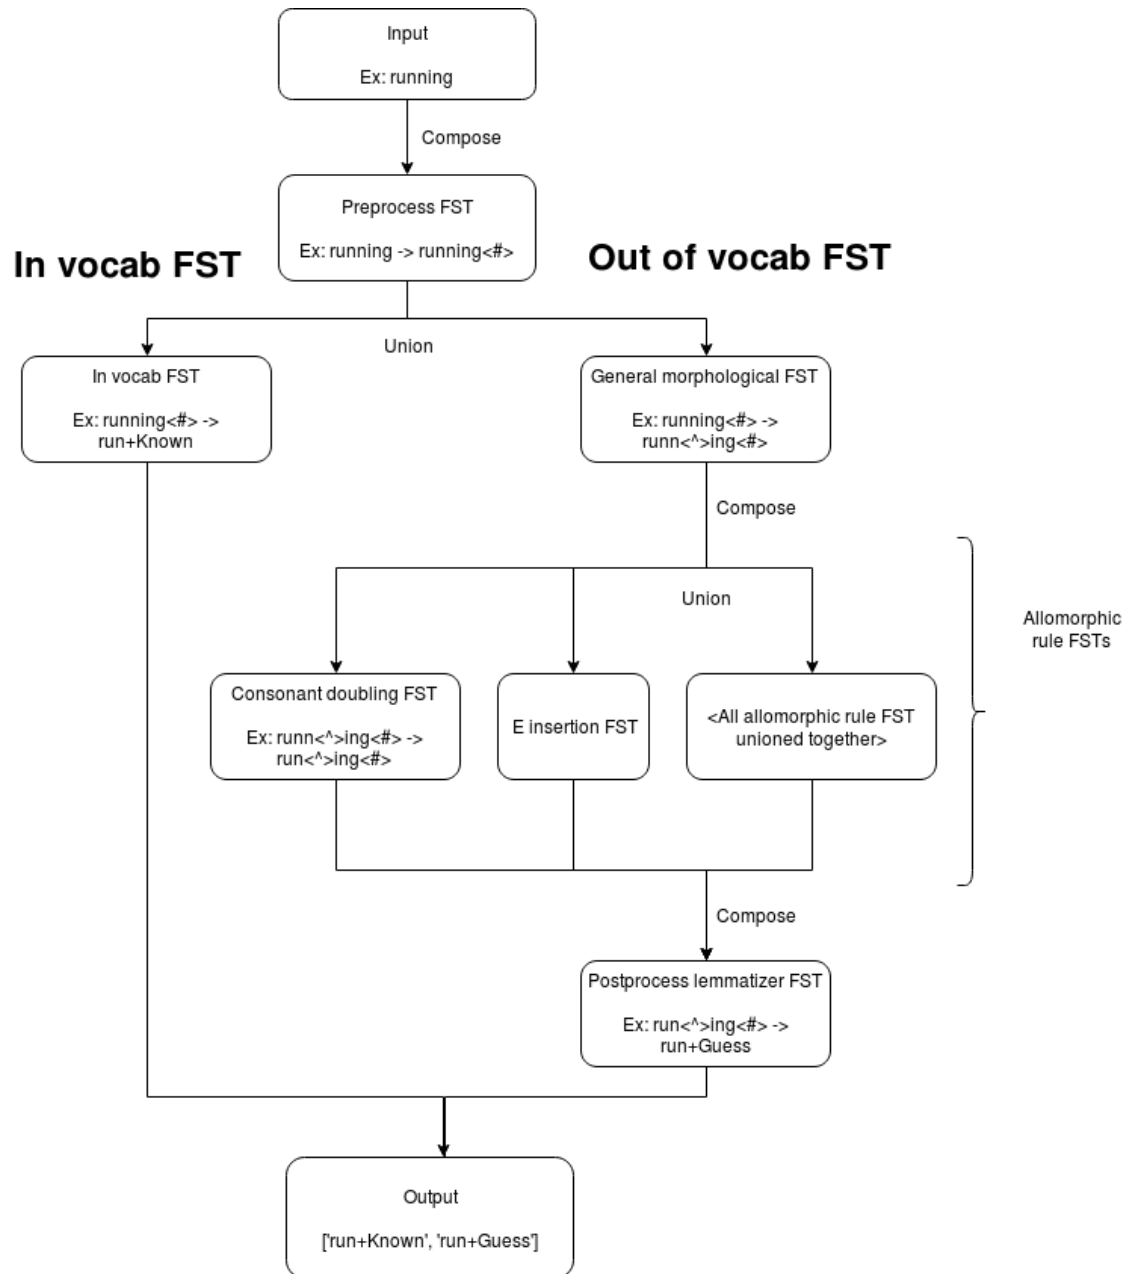 Input
Ex: running
Compose
Preprocess FST
Ex: running -> running<#>
In vocab FST
Out of vocab FST
Union
In vocab FST
Ex: running<#> ->
run+Known
General morphological FST
Ex: running<#> ->
runn<^>ing<#>
Compose
Union
Allomorphic
rule FSTs
Consonant doubling FST
Ex: runn<^>ing<#> ->
run<^>ing<#>
E insertion FST
<All allomorphic rule FST
unioned together>
Compose
Postprocess lemmatizer FST
Ex: run<^>ing<#> ->
run+Guess
Output
['run+Known', 'run+Guess']